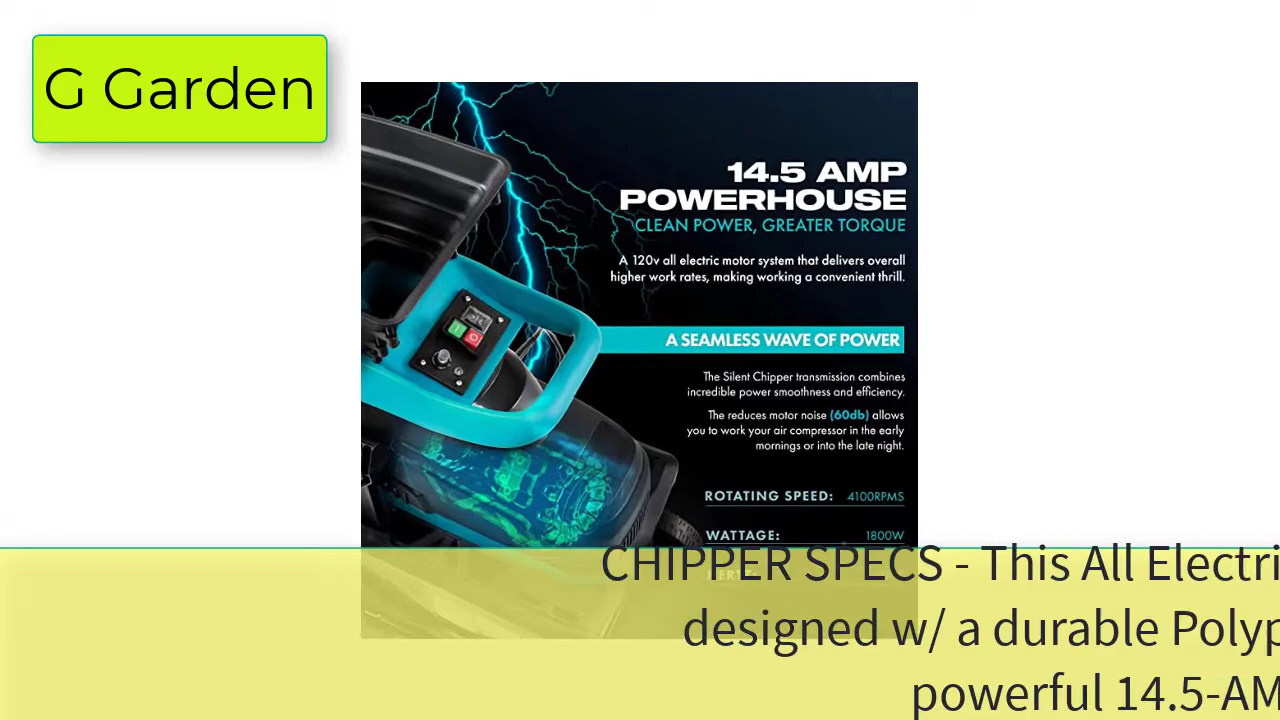 G Garden
14.5 AMP
POWERHOUSE
CLEAN POWER, GREATER TORQUE
A 120v all electric motor system that delivers overall
higher work rates, making working a convenient thrill.
A SEAMLESS WAVE OF POWER
The Silent Chipper transmission combines
incredible power smoothness and efficiency.
The reduces motor noise (60db) allows
you to work your air compressor in the early
mornings or into the late night.
ROTATING SPEED: 4100RPMS
WATTAGE: 1800W
CHIPPER SPECS - This All Electri
designed w/ a durable Polyp
powerful 14.5-AM